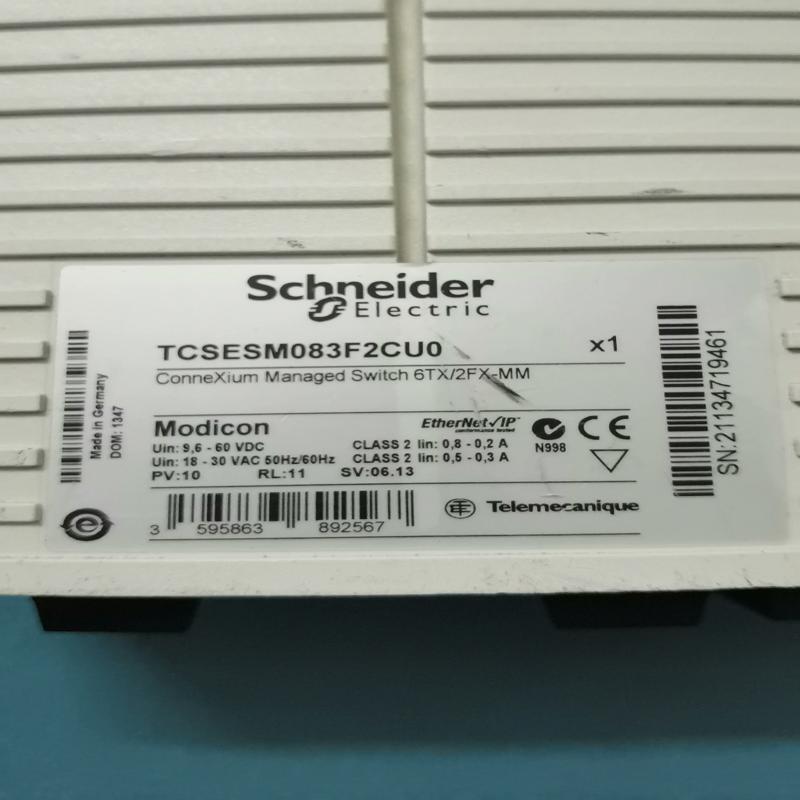 Schneider
Electric
TCSESM083F2CU0 x1
ConneXium Managed Switch 6TX/2FX-MM
Modicon
EtherNet/IP
conformance tested
N998
CE
Uin: 9,6 - 60 VDC CLASS 2 Iin: 0,8 - 0,2 A
Uin: 18 - 30 VAC 50Hz/60Hz CLASS 2 Iin: 0,5 - 0,3 A
PV:10 RL:11 SV:06.13
3 595863 892567
Telemecanique
Made in Germany
DOM: 1347
SN:21134719461